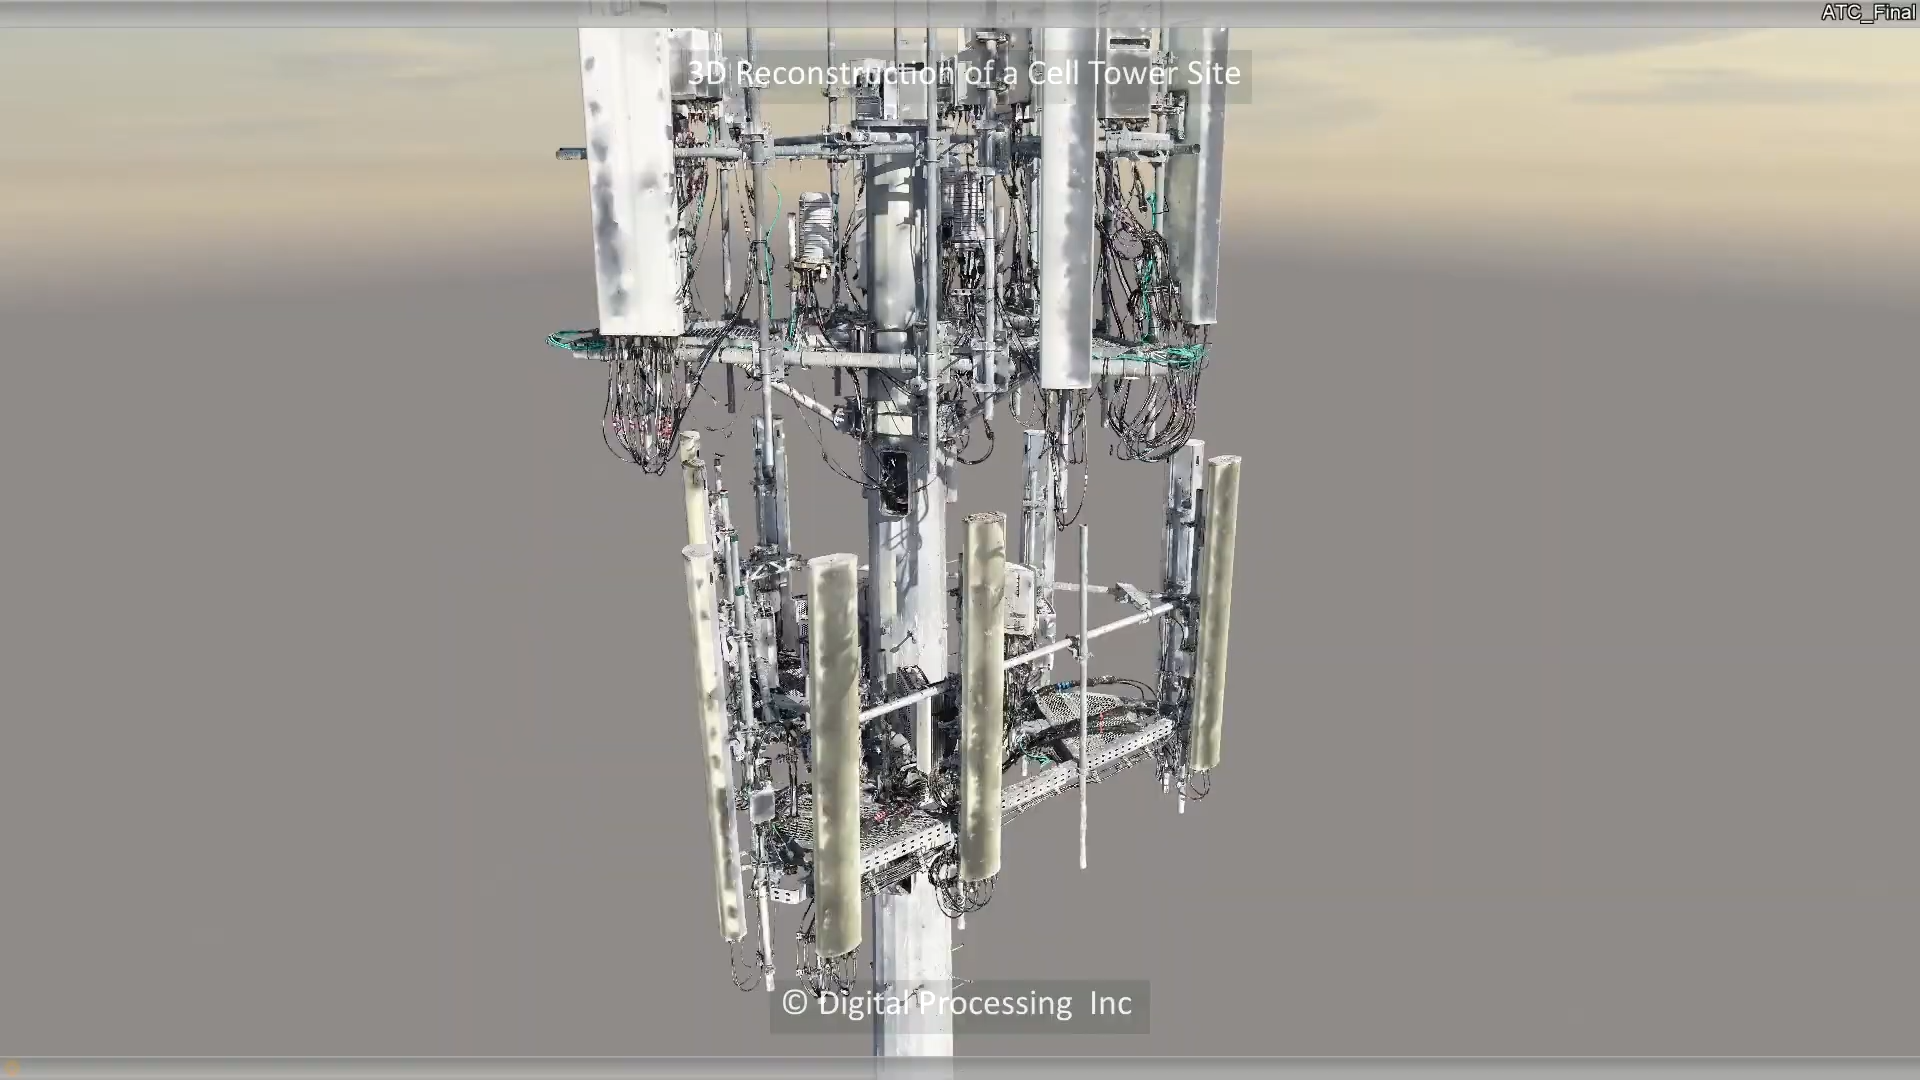 ATC_Final
3D Reconstruction of a Cell Tower Site
© Digital Processing Inc